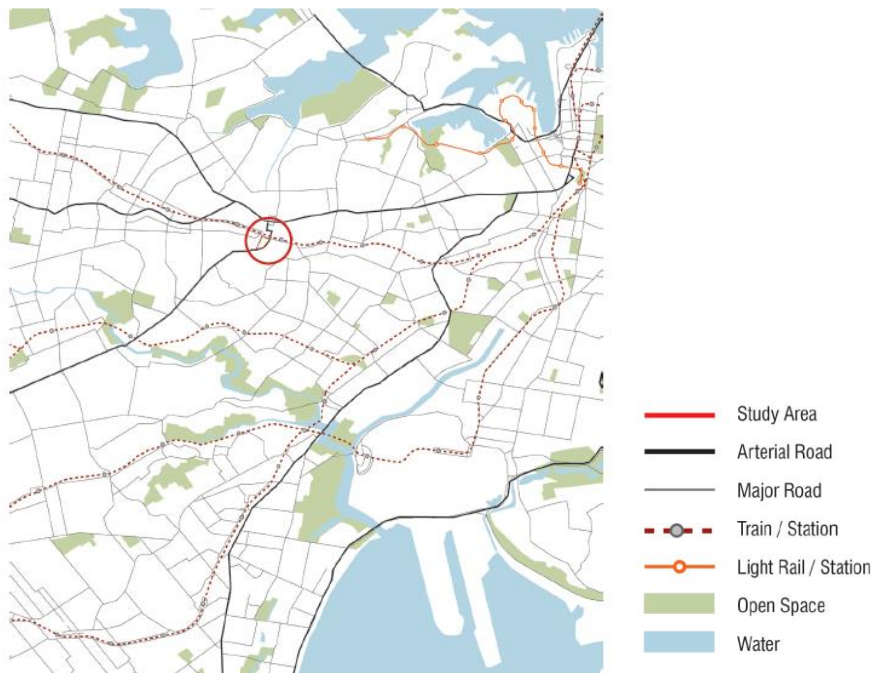 Study Area
Arterial Road
Major Road
Train / Station
Light Rail / Station
Open Space
Water